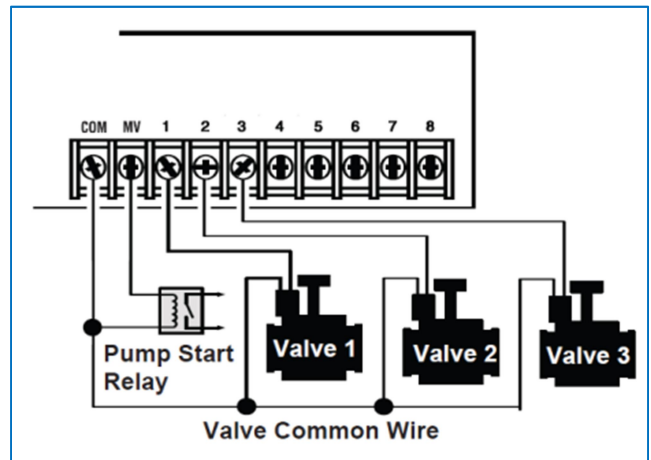 COM MV 1 2 3 4 5 6 7 8
Pump Start
Relay
Valve 1
Valve 2
Valve 3
Valve Common Wire